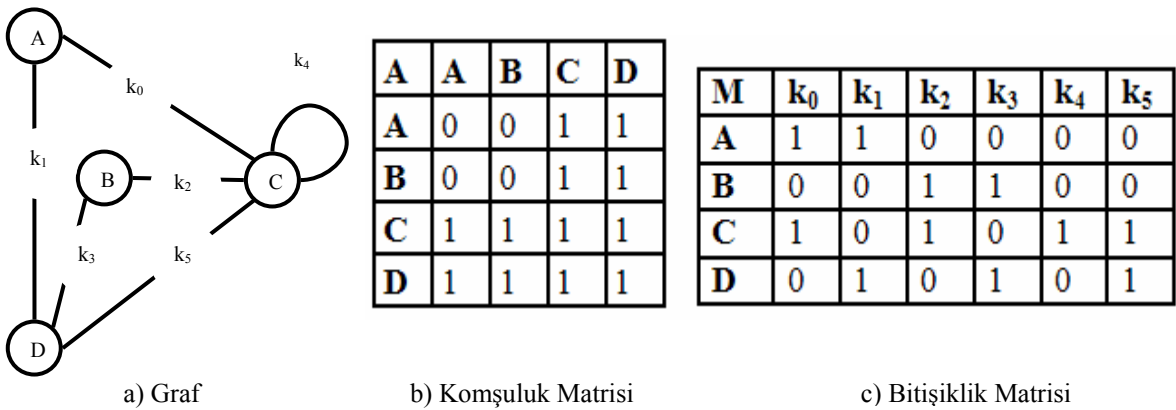 A
k4
k0
k1
B
k2
C
k3
k5
D
a) Graf
A A B C D
A 0 0 1 1
B 0 0 1 1
C 1 1 1 1
D 1 1 1 1
b) Komşuluk Matrisi
M k0 k1 k2 k3 k4 k5
A 1 1 0 0 0 0
B 0 0 1 1 0 0
C 1 0 1 0 1 1
D 0 1 0 1 0 1
c) Bitişiklik Matrisi